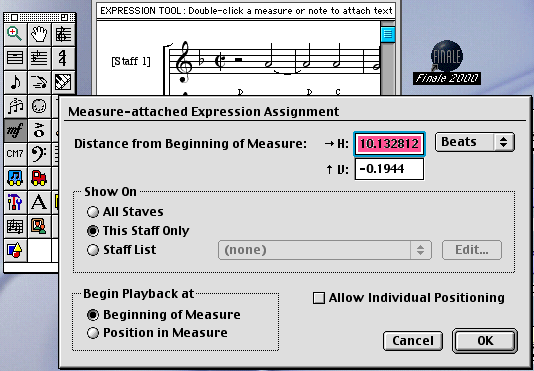 EXPRESSION TOOL: Double-click a measure or note to attach text
[Staff 1]
D C D
FINALE
Finale 2000
mf
CM7
A
Measure-attached Expression Assignment
Distance from Beginning of Measure: →H: 10.132812 Beats
↑V: -0.1944
Show On
All Staves
This Staff Only
Staff List (none) Edit...
Begin Playback at
Beginning of Measure
Position in Measure
Allow Individual Positioning
Cancel OK